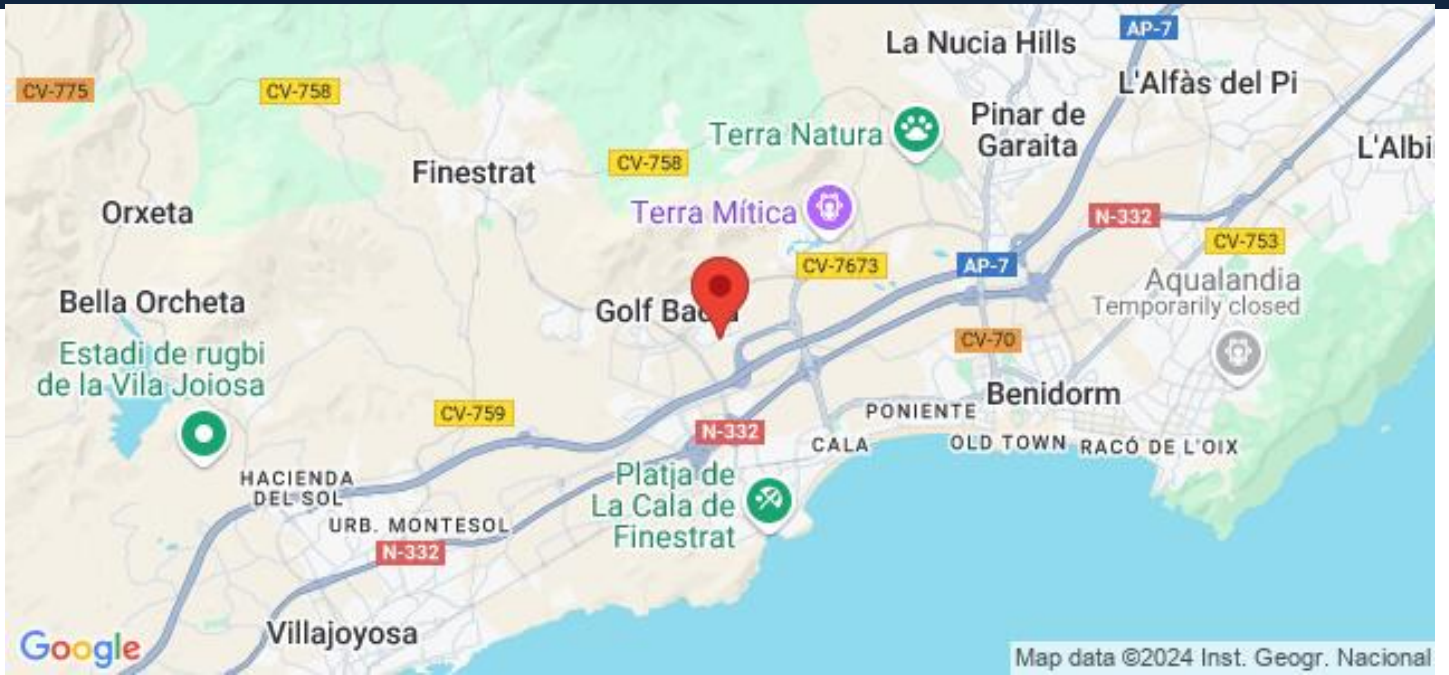 AP-7
La Nucia Hills
CV-775
CV-758
L'Alfàs del Pi
Terra Natura
Pinar de
Garaita
L'Albi
Finestrat
CV-758
Orxeta
Terra Mítica
N-332
CV-753
CV-7673
AP-7
Aqualandia
Temporarily closed
Bella Orcheta
Golf Ba
Estadi de rugbi
de la Vila Joiosa
CV-70
Benidorm
CV-759
PONIENTE
N-332
CALA
OLD TOWN
RACÓ DE L'OIX
HACIENDA
DEL SOL
Platja de
La Cala de
Finestrat
URB. MONTESOL
N-332
Villajoyosa
Google
Map data ©2024 Inst. Geogr. Nacional